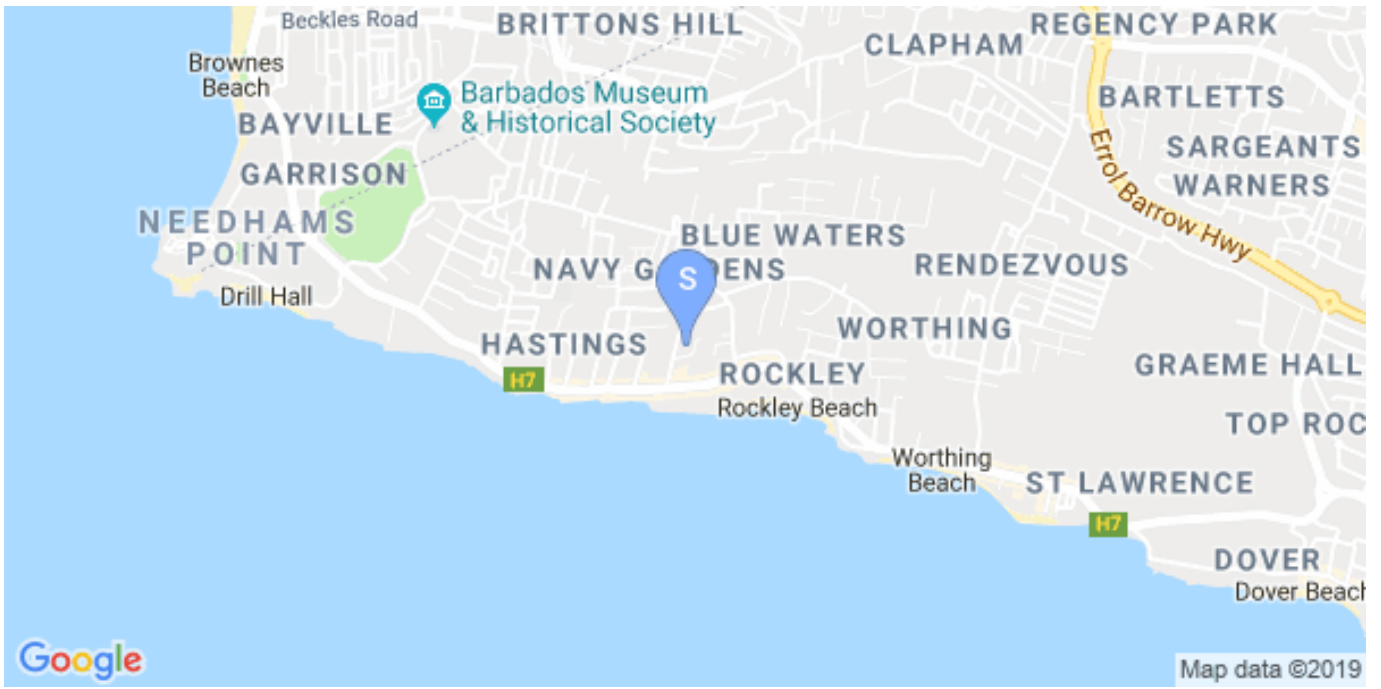 Beckles Road
BRITTONS HILL
REGENCY PARK
CLAPHAM
Brownes
Beach
Barbados Museum
& Historical Society
BARTLETTS
BAYVILLE
SARGEANTS
WARNERS
GARRISON
Errol Barrow Hwy
NEEDHAMS
POINT
BLUE WATERS
NAVY G DENS
S
RENDEZVOUS
Drill Hall
WORTHING
HASTINGS
GRAEME HALL
H7
ROCKLEY
Rockley Beach
TOP ROC
Worthing
Beach
ST LAWRENCE
H7
DOVER
Dover Beach
Google
Map data ©2019